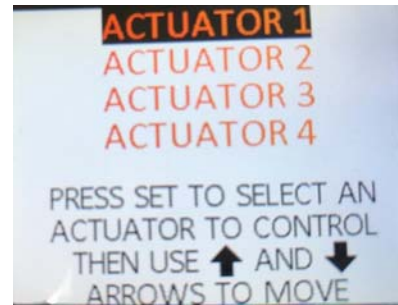 ACTUATOR 1
ACTUATOR 2
ACTUATOR 3
ACTUATOR 4
PRESS SET TO SELECT AN
ACTUATOR TO CONTROL
THEN USE ⬆ AND ⬇
ARROWS TO MOVE